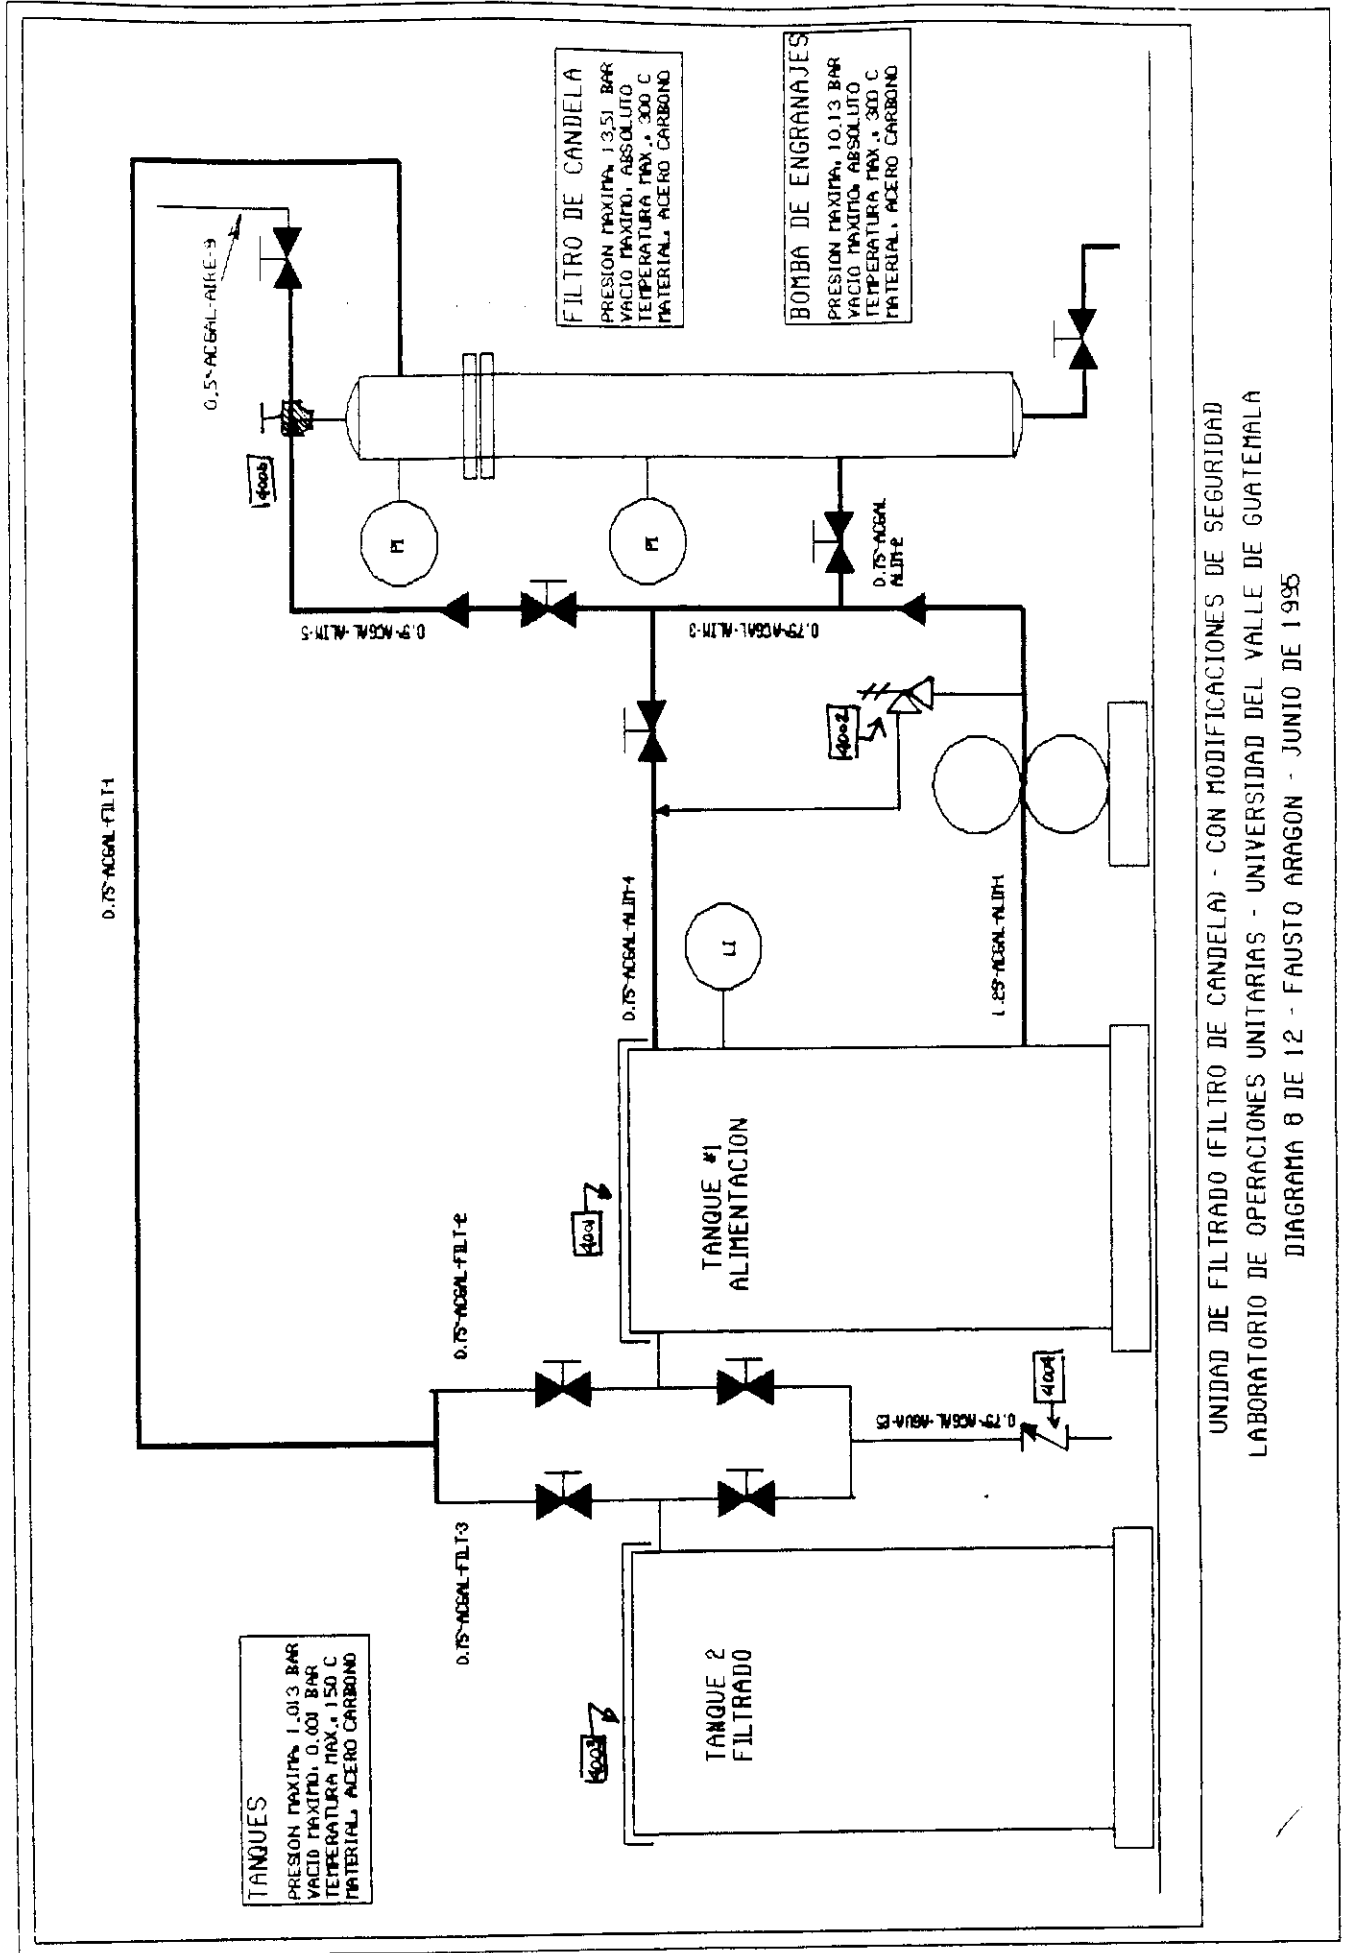 TANQUES
PRESION MAXIMA: 1.013 BAR
VACIO MAXIMO: 0.001 BAR
TEMPERATURA MAX.: 150 C
MATERIAL: ACERO CARBONO
FILTRO DE CANDELA
PRESION MAXIMA: 13.51 BAR
VACIO MAXIMO: ABSOLUTO
TEMPERATURA MAX.: 300 C
MATERIAL: ACERO CARBONO
BOMBA DE ENGRANAJES
PRESION MAXIMA: 10.13 BAR
VACIO MAXIMO: ABSOLUTO
TEMPERATURA MAX.: 300 C
MATERIAL: ACERO CARBONO
0.75"-ACGAL-FILT-1
0.5"-ACGAL-AIRE-9
0.75"-ACGAL-FILT-3
0.75"-ACGAL-FILT-2
4006
PI
PI
0.5"-ACGAL-ALIM-5
0.75"-ACGAL-ALIM-3
0.75"-ACGAL
ALIM-2
4003
4001
0.75"-ACGAL-ALIM-4
4002
LI
TANQUE 2
FILTRADO
TANQUE #1
ALIMENTACION
1.25"-ACGAL-ALIM-1
4004
UNIDAD DE FILTRADO (FILTRO DE CANDELA) - CON MODIFICACIONES DE SEGURIDAD
LABORATORIO DE OPERACIONES UNITARIAS - UNIVERSIDAD DEL VALLE DE GUATEMALA
DIAGRAMA 8 DE 12 - FAUSTO ARAGON - JUNIO DE 1995